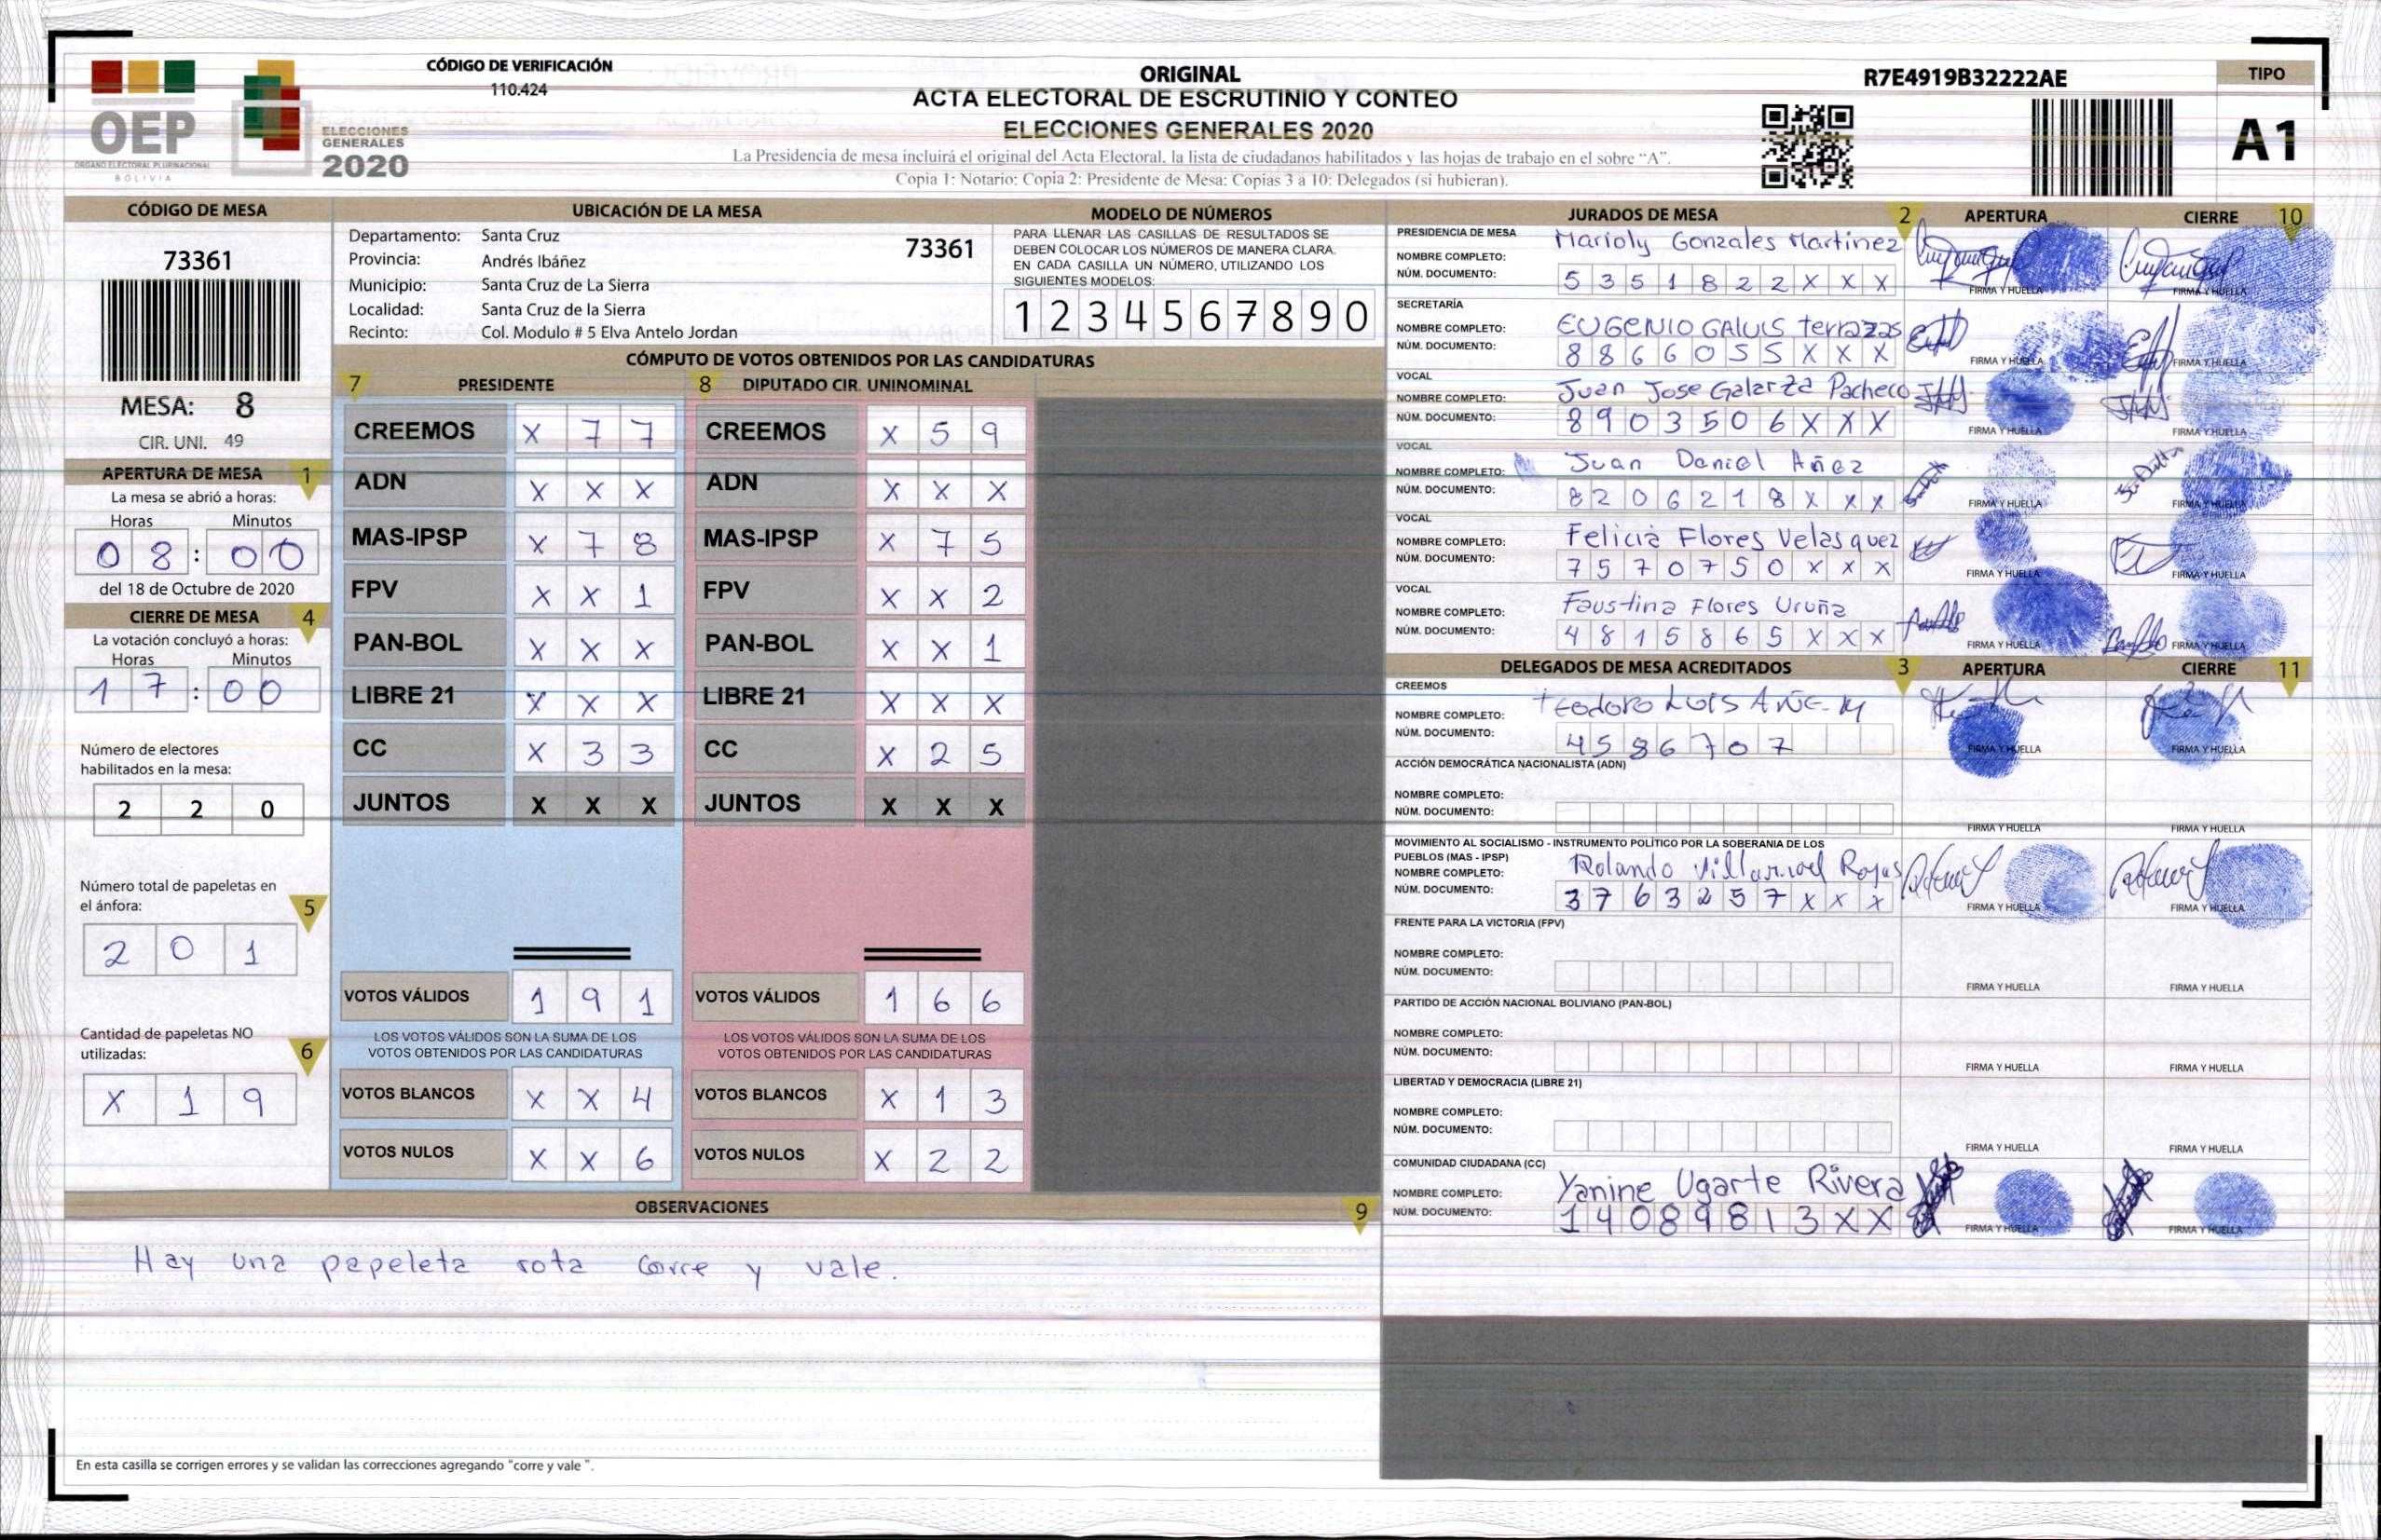 CÓDIGO DE VERIFICACIÓN
110.424
OEP
ÓRGANO ELECTORAL PLURINACIONAL
BOLIVIA
ELECCIONES
GENERALES
2020
ORIGINAL
ACTA ELECTORAL DE ESCRUTINIO Y CONTEO
ELECCIONES GENERALES 2020
La Presidencia de mesa incluirá el original del Acta Electoral, la lista de ciudadanos habilitados y las hojas de trabajo en el sobre “A”.
Copia 1: Notario: Copia 2: Presidente de Mesa: Copias 3 a 10: Delegados (si hubieran).
R7E4919B32222AE
TIPO
A1
CÓDIGO DE MESA
73361
MESA: 8
CIR. UNI. 49
APERTURA DE MESA 1
La mesa se abrió a horas:
Horas Minutos
0 8 : 0 0
del 18 de Octubre de 2020
CIERRE DE MESA 4
La votación concluyó a horas:
Horas Minutos
1 7 : 0 0
Número de electores
habilitados en la mesa:
2 2 0
Número total de papeletas en
el ánfora: 5
2 0 1
Cantidad de papeletas NO
utilizadas: 6
X 1 9
UBICACIÓN DE LA MESA
Departamento: Santa Cruz 73361
Provincia: Andrés Ibáñez
Municipio: Santa Cruz de La Sierra
Localidad: Santa Cruz de la Sierra
Recinto: Col. Modulo # 5 Elva Antelo Jordan
MODELO DE NÚMEROS
PARA LLENAR LAS CASILLAS DE RESULTADOS SE
DEBEN COLOCAR LOS NÚMEROS DE MANERA CLARA.
EN CADA CASILLA UN NÚMERO, UTILIZANDO LOS
SIGUIENTES MODELOS:
1 2 3 4 5 6 7 8 9 0
CÓMPUTO DE VOTOS OBTENIDOS POR LAS CANDIDATURAS
7 PRESIDENTE 8 DIPUTADO CIR. UNINOMINAL
CREEMOS X 7 7 CREEMOS X 5 9
ADN X X X ADN X X X
MAS-IPSP X 7 8 MAS-IPSP X 7 5
FPV X X 1 FPV X X 2
PAN-BOL X X X PAN-BOL X X 1
LIBRE 21 X X X LIBRE 21 X X X
CC X 3 3 CC X 2 5
JUNTOS X X X JUNTOS X X X
VOTOS VÁLIDOS 1 9 1 VOTOS VÁLIDOS 1 6 6
LOS VOTOS VÁLIDOS SON LA SUMA DE LOS LOS VOTOS VÁLIDOS SON LA SUMA DE LOS
VOTOS OBTENIDOS POR LAS CANDIDATURAS VOTOS OBTENIDOS POR LAS CANDIDATURAS
VOTOS BLANCOS X X 4 VOTOS BLANCOS X 1 3
VOTOS NULOS X X 6 VOTOS NULOS X 2 2
OBSERVACIONES 9
Hay una papeleta rota corre y vale.
En esta casilla se corrigen errores y se validan las correcciones agregando "corre y vale ".
JURADOS DE MESA 2 APERTURA CIERRE 10
PRESIDENCIA DE MESA
NOMBRE COMPLETO: Marioly Gonzales Martinez
NÚM. DOCUMENTO: 5 3 5 1 8 2 2 X X X
FIRMA Y HUELLA FIRMA Y HUELLA
SECRETARÍA
NOMBRE COMPLETO: EUGENIO GALUIS terrazas
NÚM. DOCUMENTO: 8 8 6 6 0 5 5 X X X
FIRMA Y HUELLA FIRMA Y HUELLA
VOCAL
NOMBRE COMPLETO: Juan Jose Galarza Pacheco
NÚM. DOCUMENTO: 8 9 0 3 5 0 6 X X X
FIRMA Y HUELLA FIRMA Y HUELLA
VOCAL
NOMBRE COMPLETO: Juan Daniel Añez
NÚM. DOCUMENTO: 8 2 0 6 2 1 8 X X X
FIRMA Y HUELLA FIRMA Y HUELLA
VOCAL
NOMBRE COMPLETO: Felicia Flores Velasquez
NÚM. DOCUMENTO: 7 5 7 0 7 5 0 X X X
FIRMA Y HUELLA FIRMA Y HUELLA
VOCAL
NOMBRE COMPLETO: Faustina Flores Uruña
NÚM. DOCUMENTO: 4 8 1 5 8 6 5 X X X
FIRMA Y HUELLA FIRMA Y HUELLA
DELEGADOS DE MESA ACREDITADOS 3 APERTURA CIERRE 11
CREEMOS
NOMBRE COMPLETO: teodoro LUIS AÑE M
NÚM. DOCUMENTO: 4 5 8 6 7 0 7
FIRMA Y HUELLA FIRMA Y HUELLA
ACCIÓN DEMOCRÁTICA NACIONALISTA (ADN)
NOMBRE COMPLETO:
NÚM. DOCUMENTO:
FIRMA Y HUELLA FIRMA Y HUELLA
MOVIMIENTO AL SOCIALISMO - INSTRUMENTO POLÍTICO POR LA SOBERANIA DE LOS
PUEBLOS (MAS - IPSP)
NOMBRE COMPLETO: Rolando Villarroel Rojas
NÚM. DOCUMENTO: 3 7 6 3 2 5 7 X X X
FIRMA Y HUELLA FIRMA Y HUELLA
FRENTE PARA LA VICTORIA (FPV)
NOMBRE COMPLETO:
NÚM. DOCUMENTO:
FIRMA Y HUELLA FIRMA Y HUELLA
PARTIDO DE ACCIÓN NACIONAL BOLIVIANO (PAN-BOL)
NOMBRE COMPLETO:
NÚM. DOCUMENTO:
FIRMA Y HUELLA FIRMA Y HUELLA
LIBERTAD Y DEMOCRACIA (LIBRE 21)
NOMBRE COMPLETO:
NÚM. DOCUMENTO:
FIRMA Y HUELLA FIRMA Y HUELLA
COMUNIDAD CIUDADANA (CC)
NOMBRE COMPLETO: Yanine Ugarte Rivera
NÚM. DOCUMENTO: 1 4 0 8 9 8 1 3 X X
FIRMA Y HUELLA FIRMA Y HUELLA